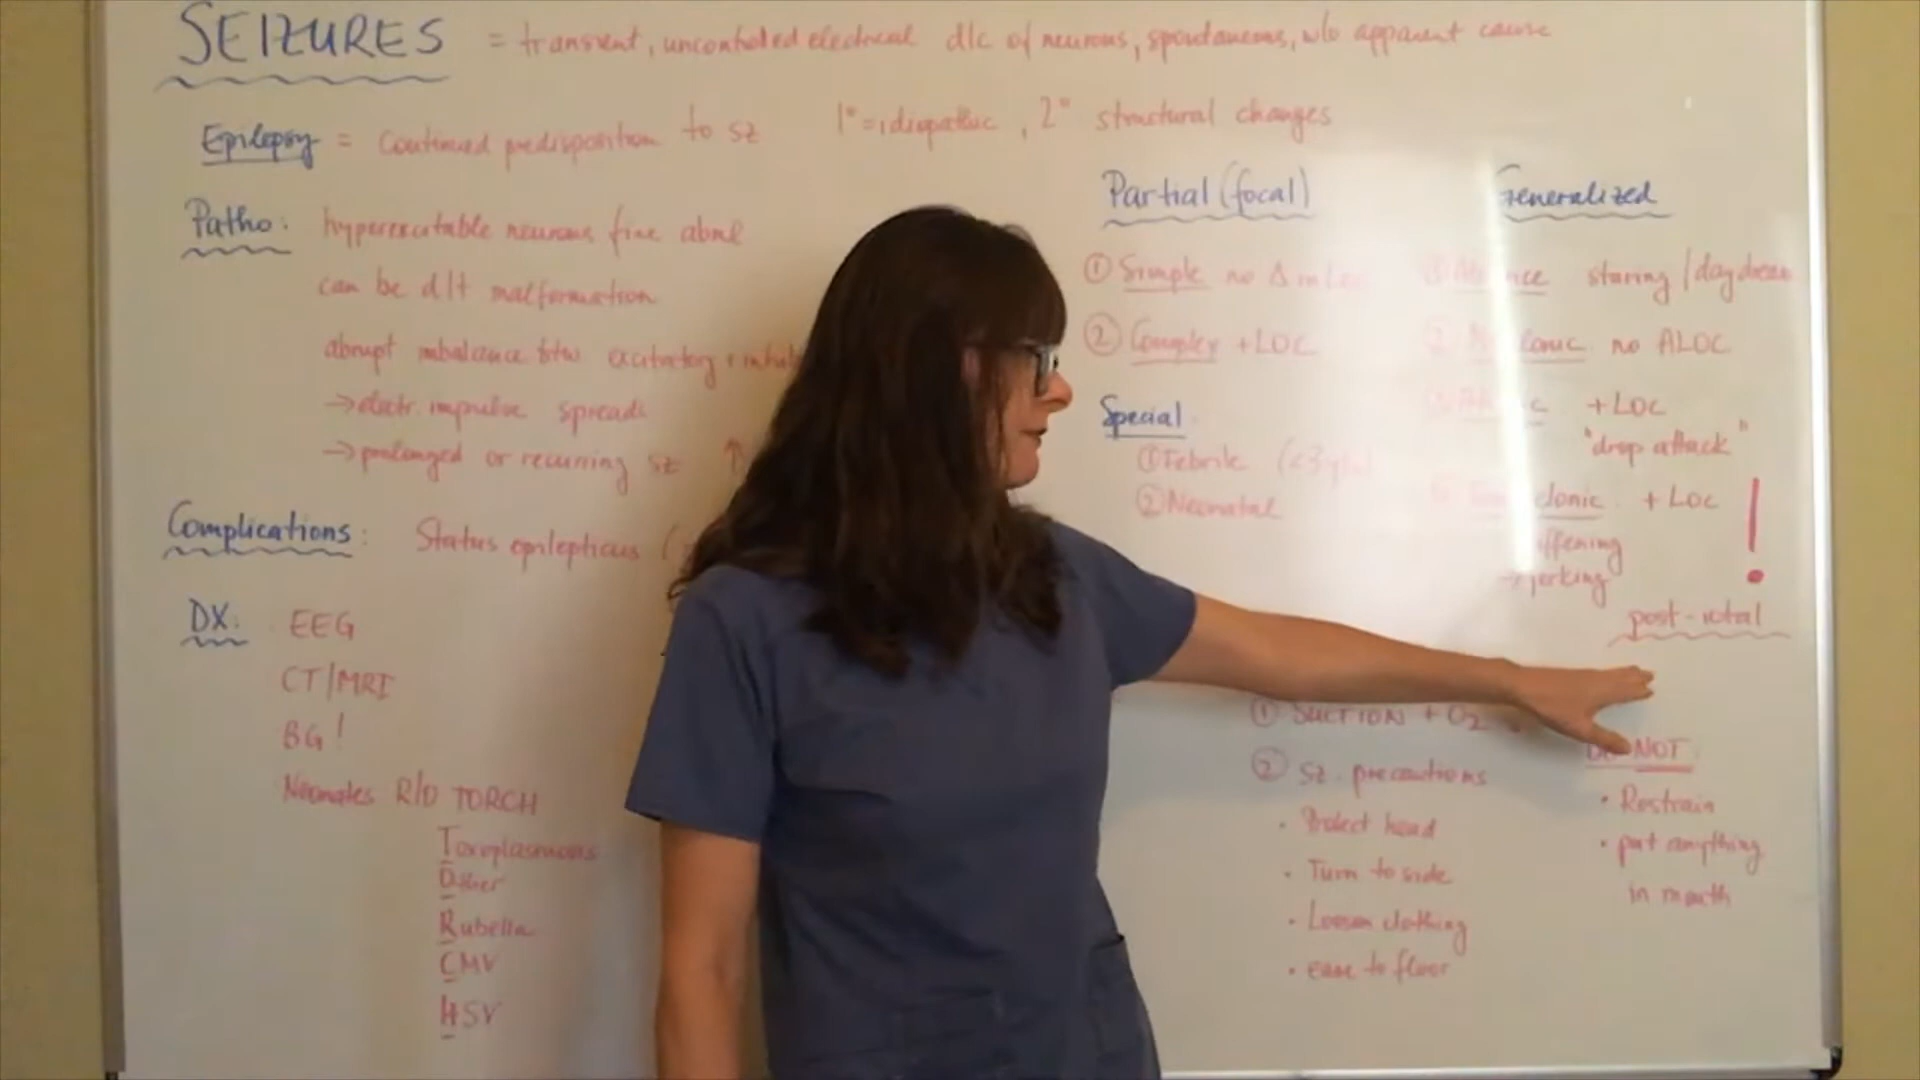 SEIZURES = transient, uncontrolled electrical d/c of neurons, spontaneous, w/o apparent cause
Epilepsy = continued predisposition to sz 1° = idiopathic, 2° structural changes
Patho: hyperexcitable neurons fire abnl
can be d/t malformation
abrupt imbalance btw excitatory +
→ electr. impulse spreads
→ prolonged or recurring sz ↑
Complications: Status epilepticus (
DX: EEG
CT/MRI
BG!
Neonates R/O TORCH
Toxoplasmosis
Other
Rubella
CMV
HSV
Partial (focal)
① Simple no Δ in
② Complex + LOC
Special
① Febrile (<3
② Neonatal
Generalized
staring / daydream
no ALOC
+ LOC
"drop attack"
clonic + LOC !
→ jerking
post-ictal
① SUCTION + O2
② sz. precautions
• Protect head
• Turn to side
• Loosen clothing
• ease to floor
NOT
• Restrain
• put anything
in mouth